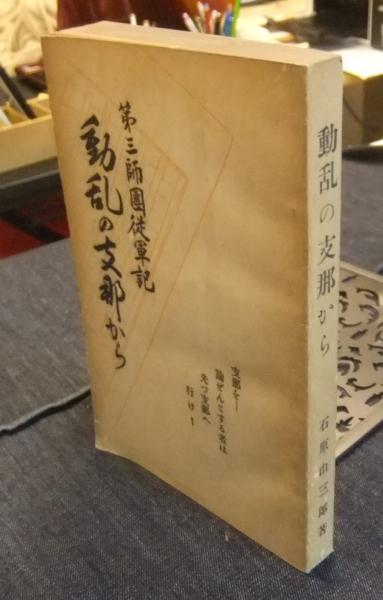 第三師團従軍記
動乱の支那から
支那を―
論ぜんとする者は
先づ支那へ
行け!
動乱の支那から
石原由三郎著